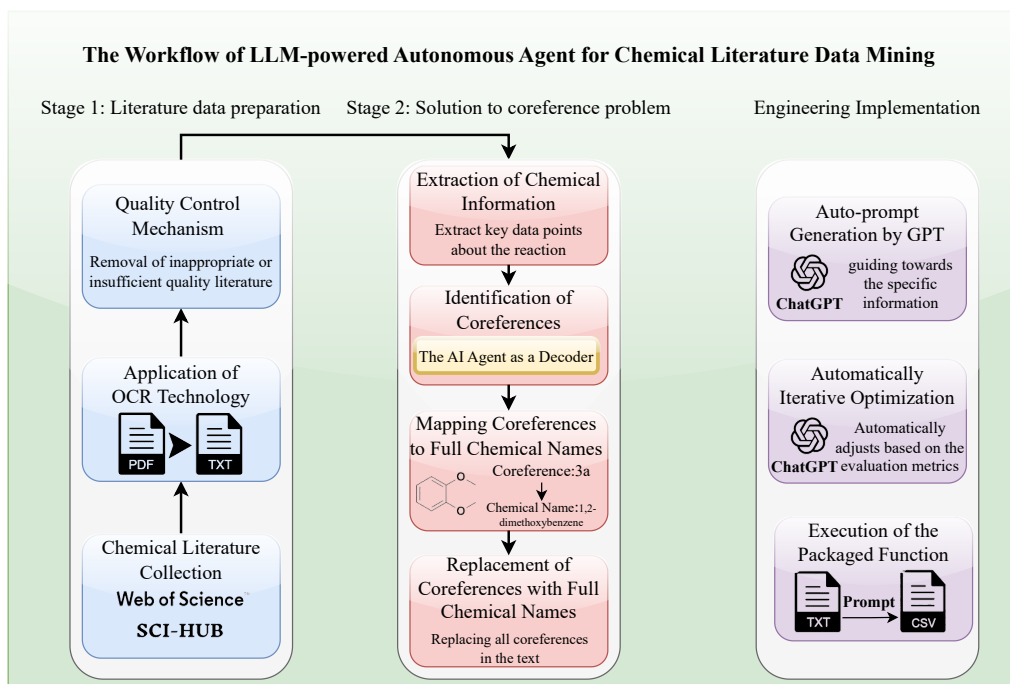 The Workflow of LLM-powered Autonomous Agent for Chemical Literature Data Mining
Stage 1: Literature data preparation
Quality Control
Mechanism
Removal of inappropriate or
insufficient quality literature
Application of
OCR Technology
PDF
TXT
Chemical Literature
Collection
Web of Science™
SCI-HUB
Stage 2: Solution to coreference problem
Extraction of Chemical
Information
Extract key data points
about the reaction
Identification of
Coreferences
The AI Agent as a Decoder
Mapping Coreferences
to Full Chemical Names
O
O
Coreference:3a
Chemical Name:1,2-
dimethoxybenzene
Replacement of
Coreferences with Full
Chemical Names
Replacing all coreferences
in the text
Engineering Implementation
Auto-prompt
Generation by GPT
ChatGPT
guiding towards
the specific
information
Automatically
Iterative Optimization
ChatGPT
Automatically
adjusts based on the
evaluation metrics
Execution of the
Packaged Function
TXT
Prompt
CSV